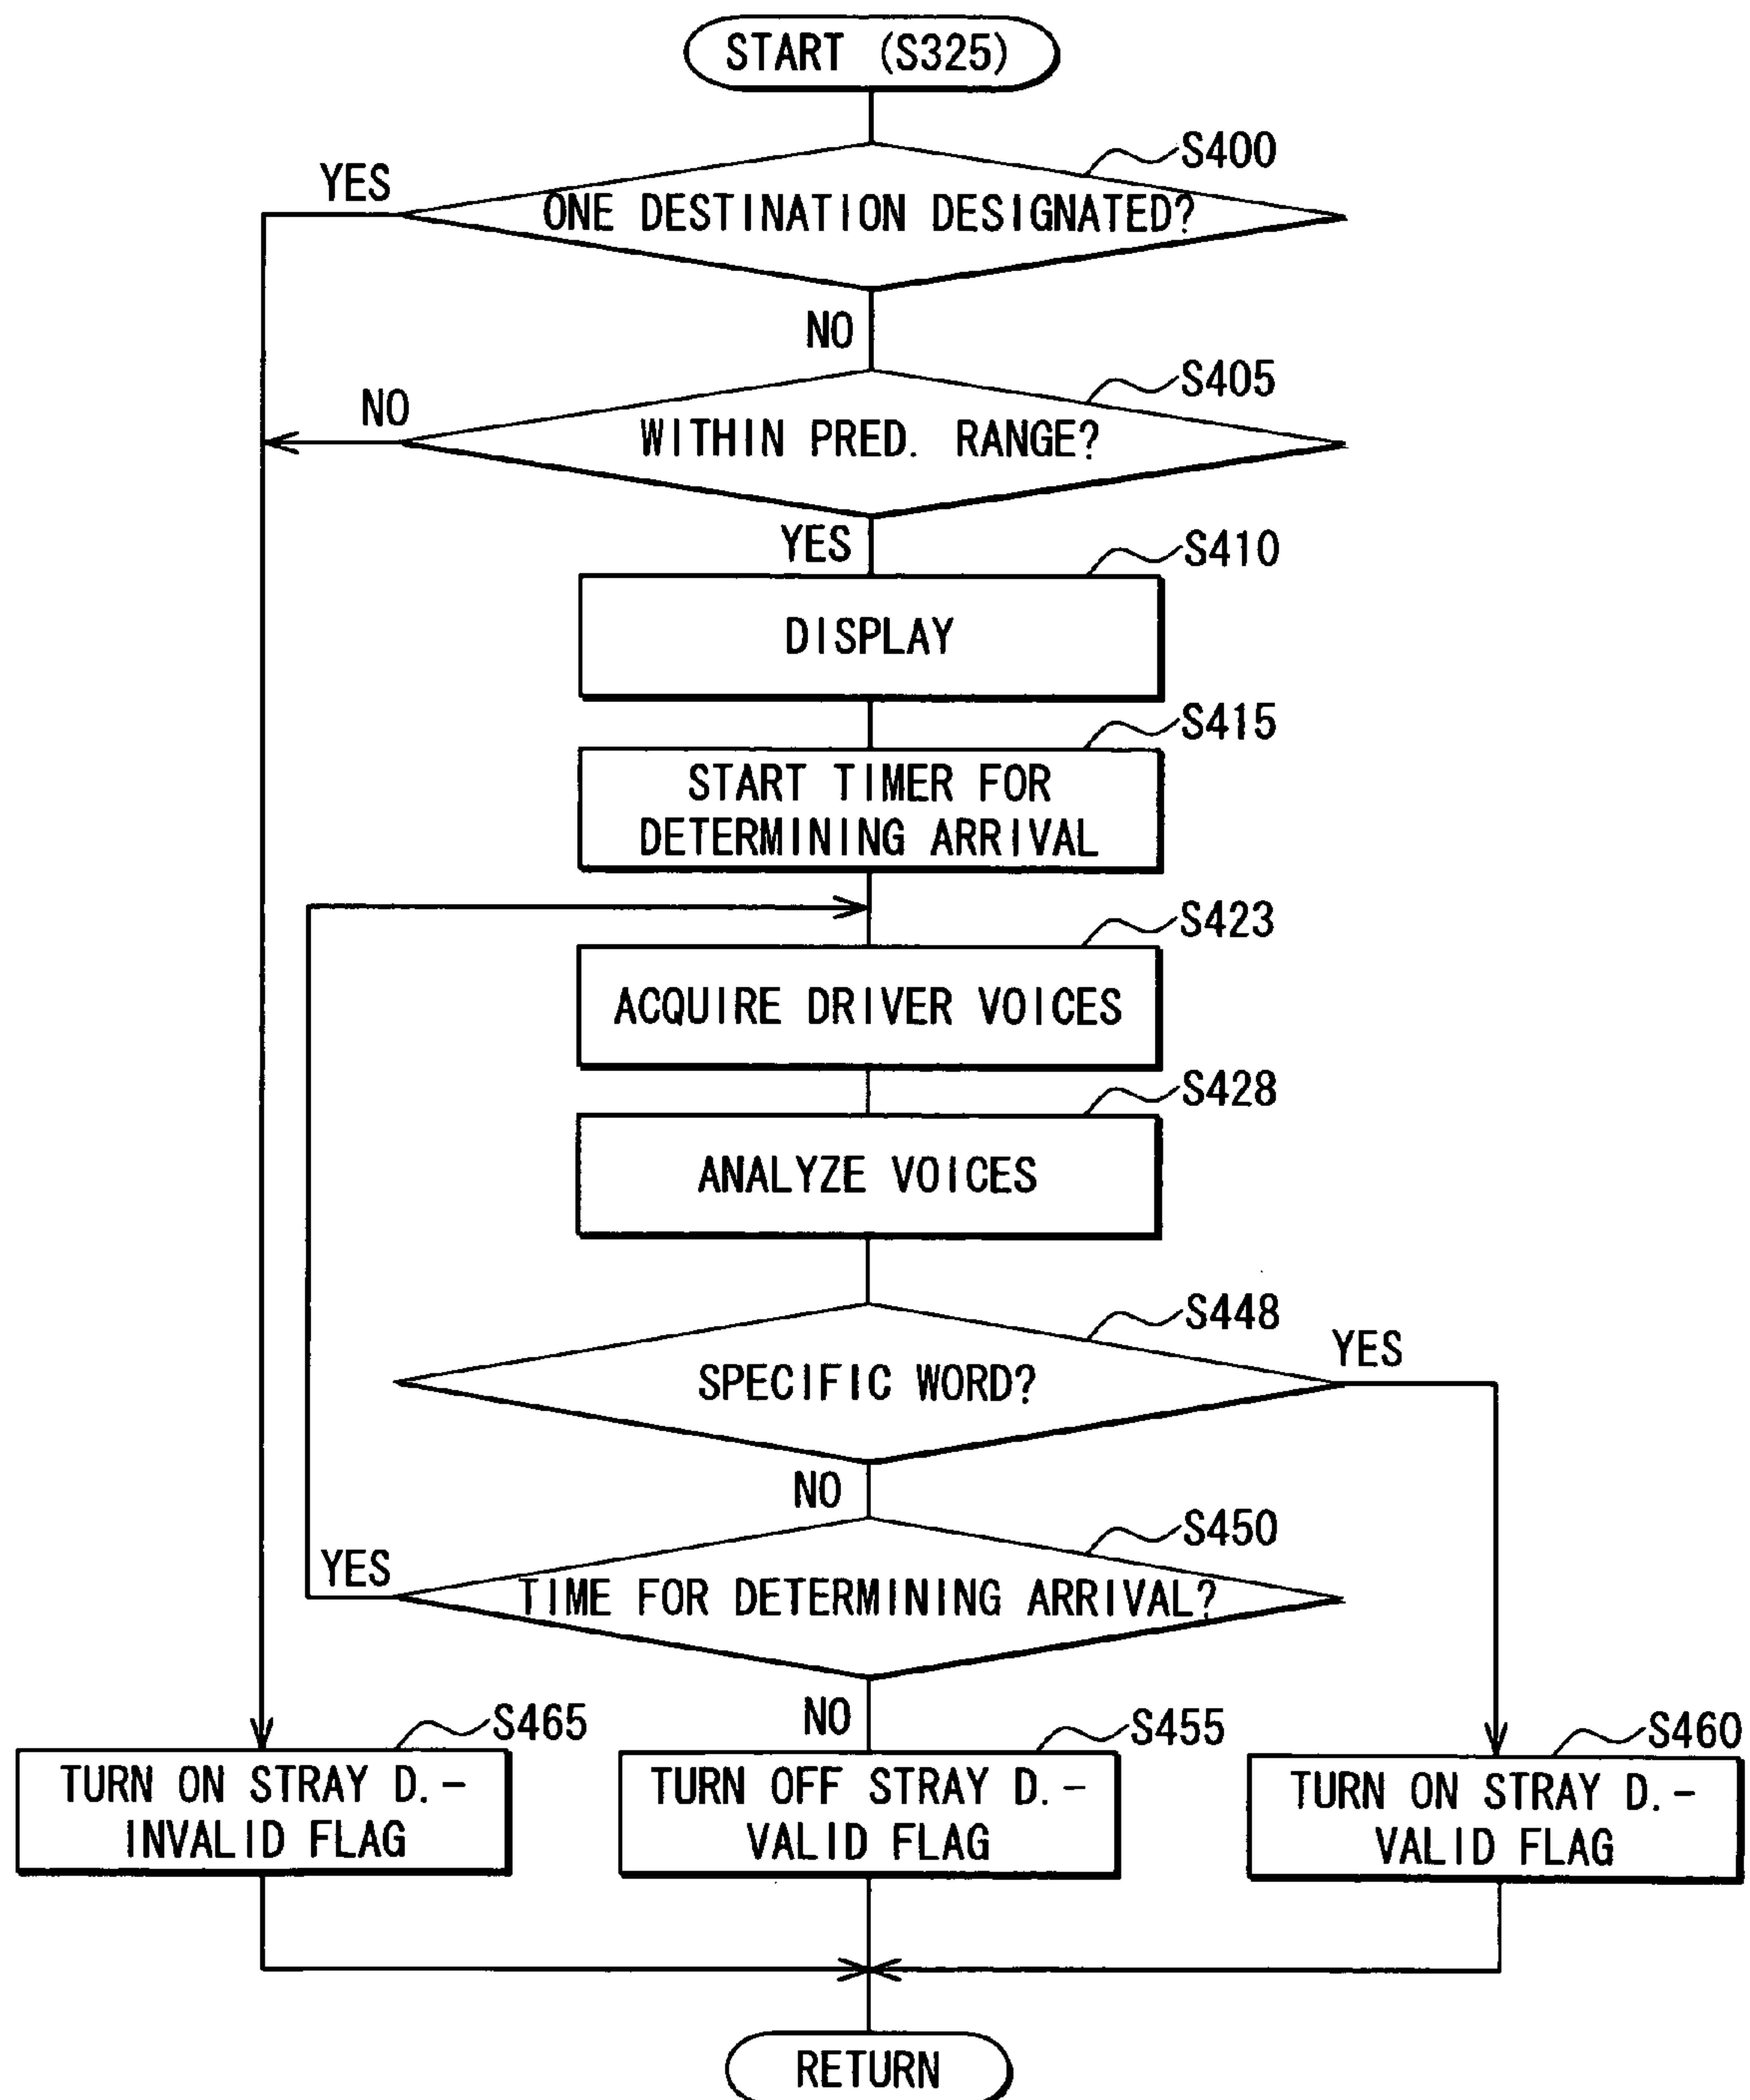 START (S325)
S400
YES
ONE DESTINATION DESIGNATED?
NO
S405
NO
WITHIN PRED. RANGE?
YES
S410
DISPLAY
S415
START TIMER FOR
DETERMINING ARRIVAL
S423
ACQUIRE DRIVER VOICES
S428
ANALYZE VOICES
S448
YES
SPECIFIC WORD?
NO
S450
YES
TIME FOR DETERMINING ARRIVAL?
NO
S465
TURN ON STRAY D.-
INVALID FLAG
S455
TURN OFF STRAY D.-
VALID FLAG
S460
TURN ON STRAY D.-
VALID FLAG
RETURN